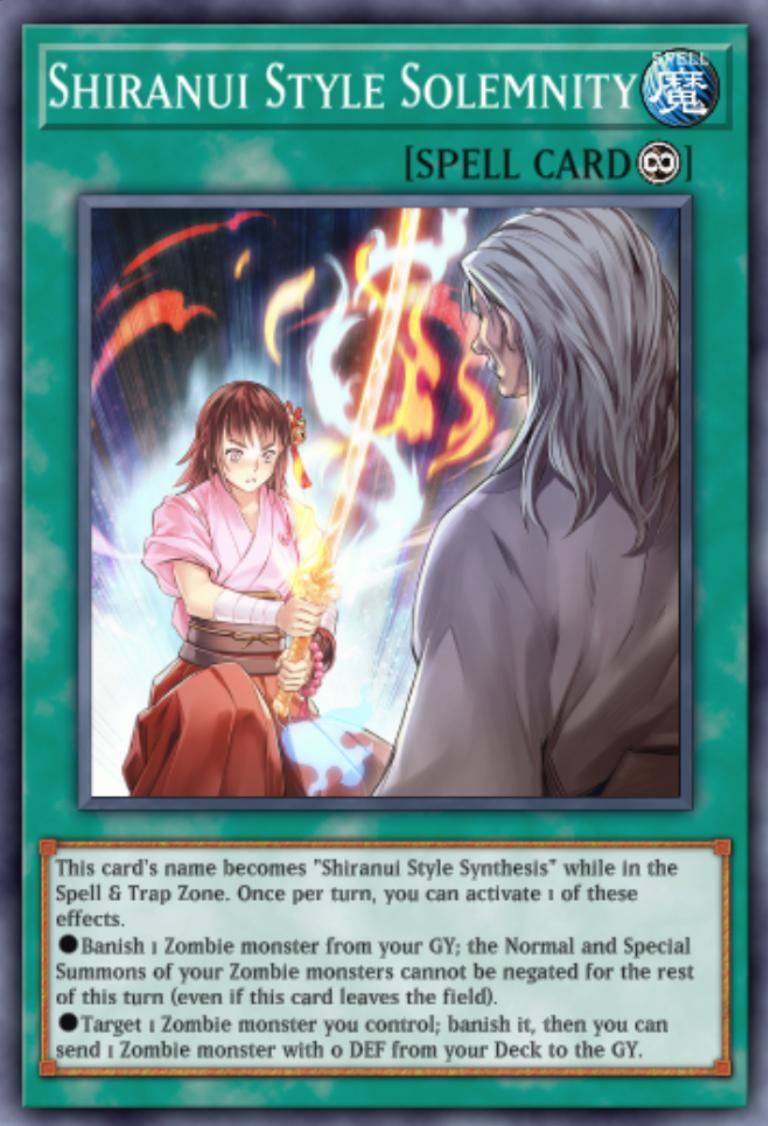 SHIRANUI STYLE SOLEMNITY
SPELL
魔
[SPELL CARD]
This card's name becomes "Shiranui Style Synthesis" while in the
Spell & Trap Zone. Once per turn, you can activate 1 of these
effects.
●Banish 1 Zombie monster from your GY; the Normal and Special
Summons of your Zombie monsters cannot be negated for the rest
of this turn (even if this card leaves the field).
●Target 1 Zombie monster you control; banish it, then you can
send 1 Zombie monster with 0 DEF from your Deck to the GY.